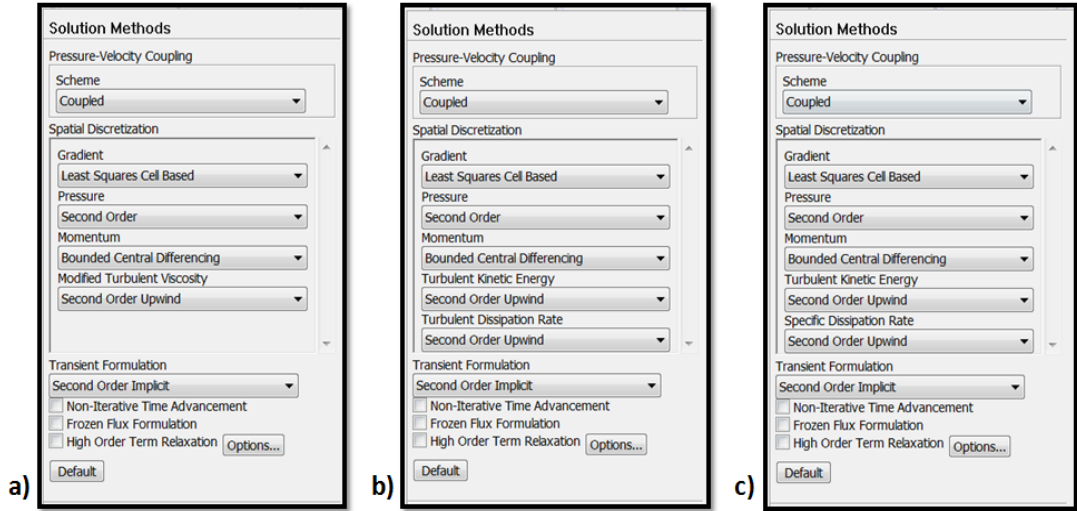 Solution Methods
Pressure-Velocity Coupling
Scheme
Coupled
Spatial Discretization
Gradient
Least Squares Cell Based
Pressure
Second Order
Momentum
Bounded Central Differencing
Modified Turbulent Viscosity
Second Order Upwind
Transient Formulation
Second Order Implicit
Non-Iterative Time Advancement
Frozen Flux Formulation
High Order Term Relaxation Options...
Default
a)
Solution Methods
Pressure-Velocity Coupling
Scheme
Coupled
Spatial Discretization
Gradient
Least Squares Cell Based
Pressure
Second Order
Momentum
Bounded Central Differencing
Turbulent Kinetic Energy
Second Order Upwind
Turbulent Dissipation Rate
Second Order Upwind
Transient Formulation
Second Order Implicit
Non-Iterative Time Advancement
Frozen Flux Formulation
High Order Term Relaxation Options...
Default
b)
Solution Methods
Pressure-Velocity Coupling
Scheme
Coupled
Spatial Discretization
Gradient
Least Squares Cell Based
Pressure
Second Order
Momentum
Bounded Central Differencing
Turbulent Kinetic Energy
Second Order Upwind
Specific Dissipation Rate
Second Order Upwind
Transient Formulation
Second Order Implicit
Non-Iterative Time Advancement
Frozen Flux Formulation
High Order Term Relaxation Options...
Default
c)